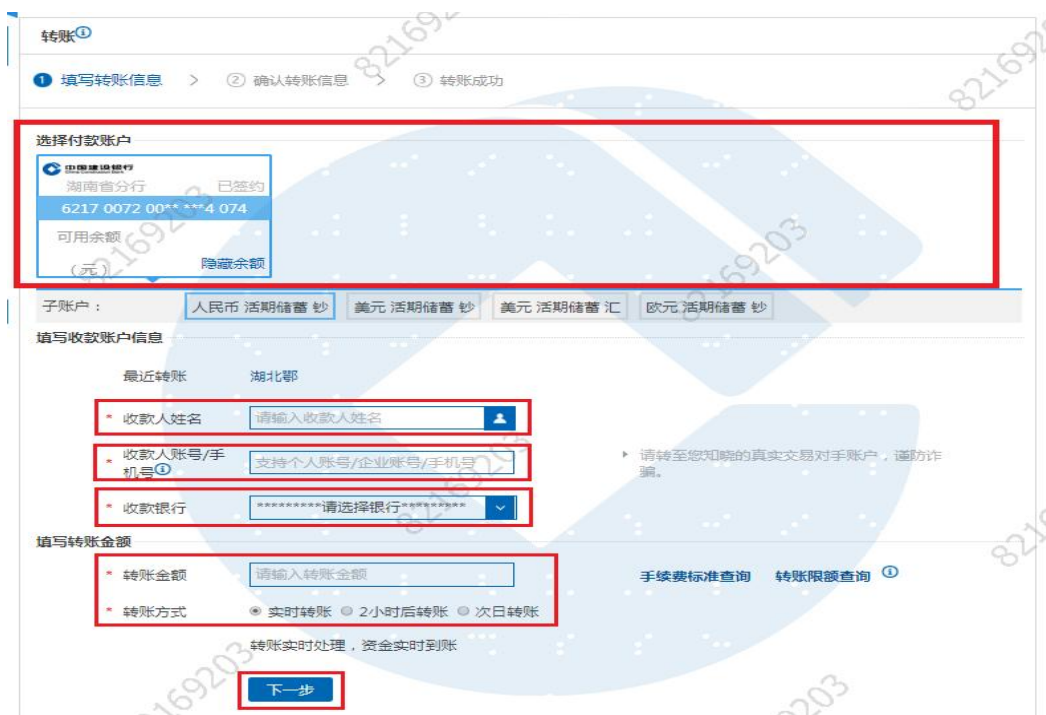 转账
1 填写转账信息 > 2 确认转账信息 > 3 转账成功
选择付款账户
中国建设银行
China Construction Bank
湖南省分行 已签约
6217 0072 00** ***4 074
可用余额
(元) 隐藏余额
子账户: 人民币 活期储蓄 钞 美元 活期储蓄 钞 美元 活期储蓄 汇 欧元 活期储蓄 钞
填写收款账户信息
最近转账 湖北鄂
* 收款人姓名 请输入收款人姓名
* 收款人账号/手机号 支持个人账号/企业账号/手机号
请转至您知晓的真实交易对手账户,谨防诈骗。
* 收款银行 *********请选择银行*********
填写转账金额
* 转账金额 请输入转账金额 手续费标准查询 转账限额查询
* 转账方式 实时转账 2小时后转账 次日转账
转账实时处理,资金实时到账
下一步
82169203